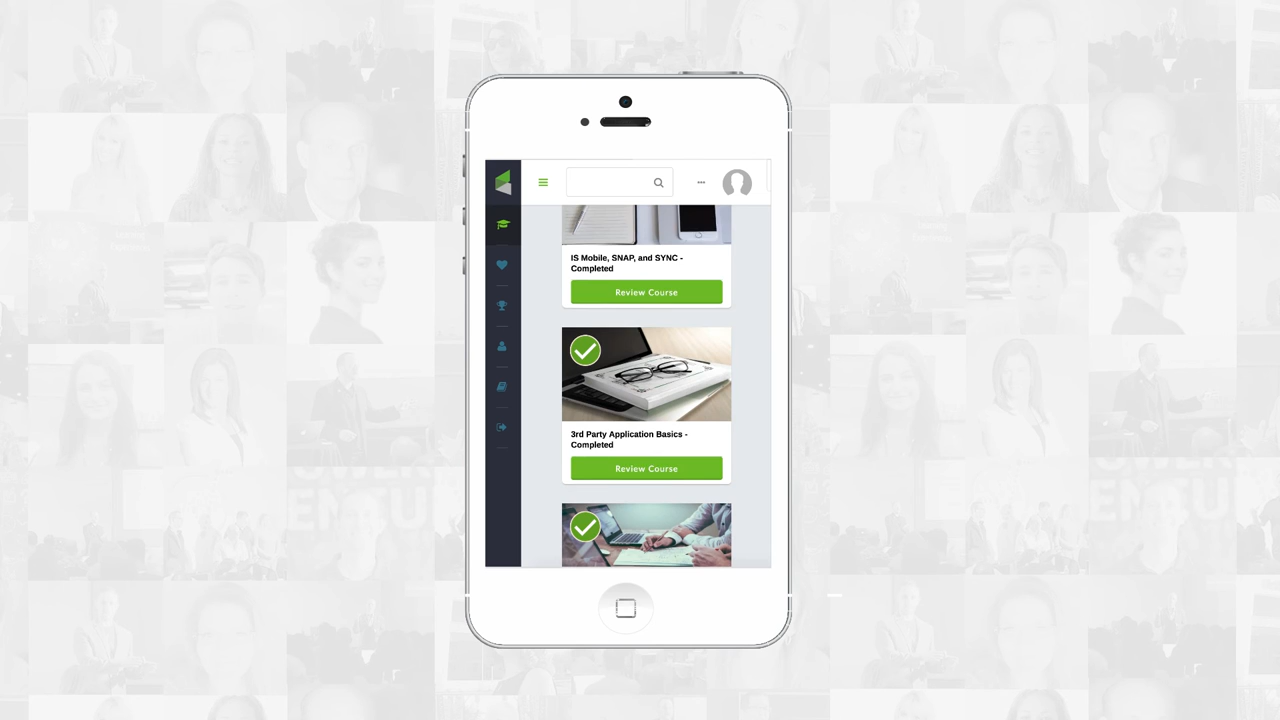 IS Mobile, SNAP, and SYNC -
Completed
Review Course
3rd Party Application Basics -
Completed
Review Course